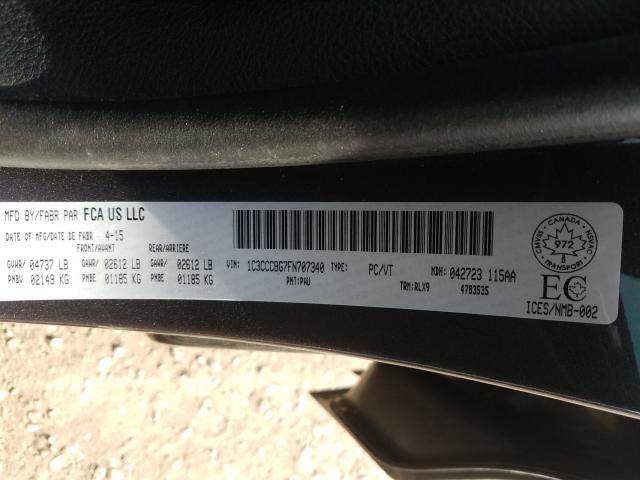 MFD BY/FABR PAR FCA US LLC
DATE OF MFG/DATE DE FABR 4-15
FRONT/AVANT REAR/ARRIERE
GVWR/ 04737 LB GAWR/ 02612 LB GAWR/ 02612 LB
PNBV 02149 KG PNBE 01185 KG PNBE 01185 KG
VIN: 1C3CCCBG7FN707340 TYPE: PC/VT MDH: 042723 115AA
PNT: PAU TRM: RLX9 4783535
CANADA
CMVSS NSVAC
972
TRANSPORT
EC
ICES/NMB-002